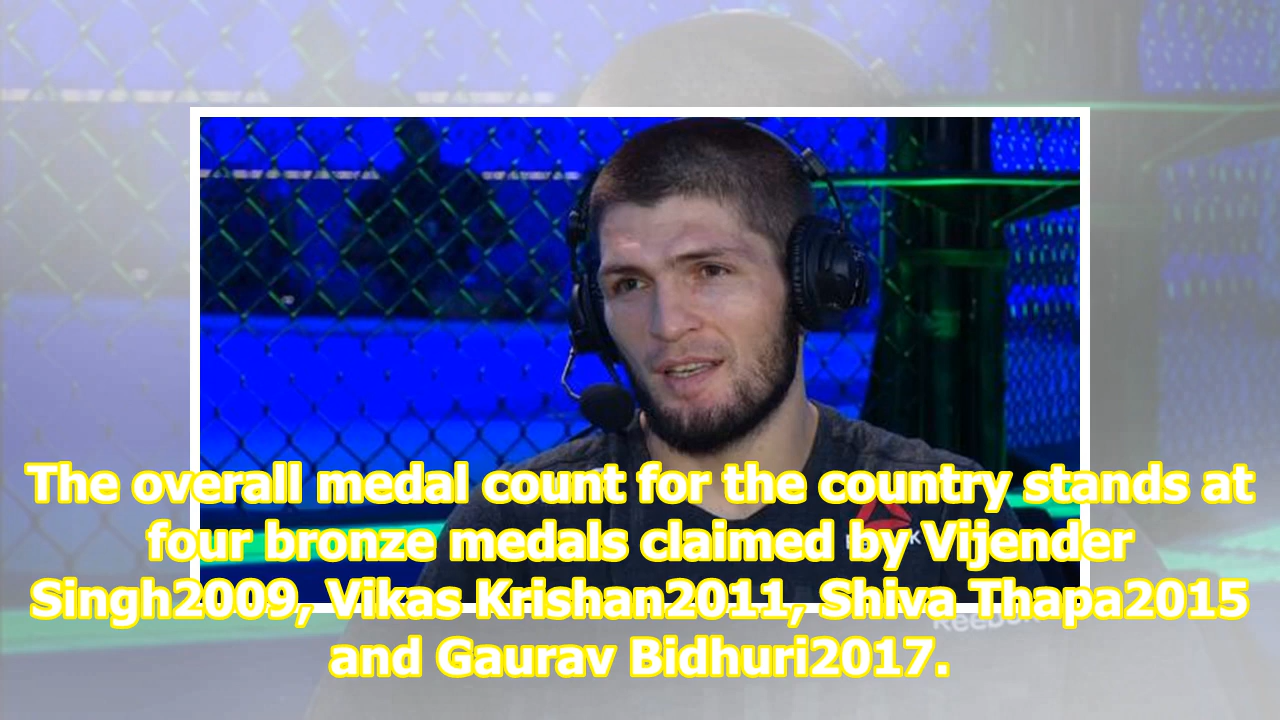 The overall medal count for the country stands at
four bronze medals claimed by Vijender
Singh2009, Vikas Krishan2011, Shiva Thapa2015
and Gaurav Bidhuri2017.
Reebok